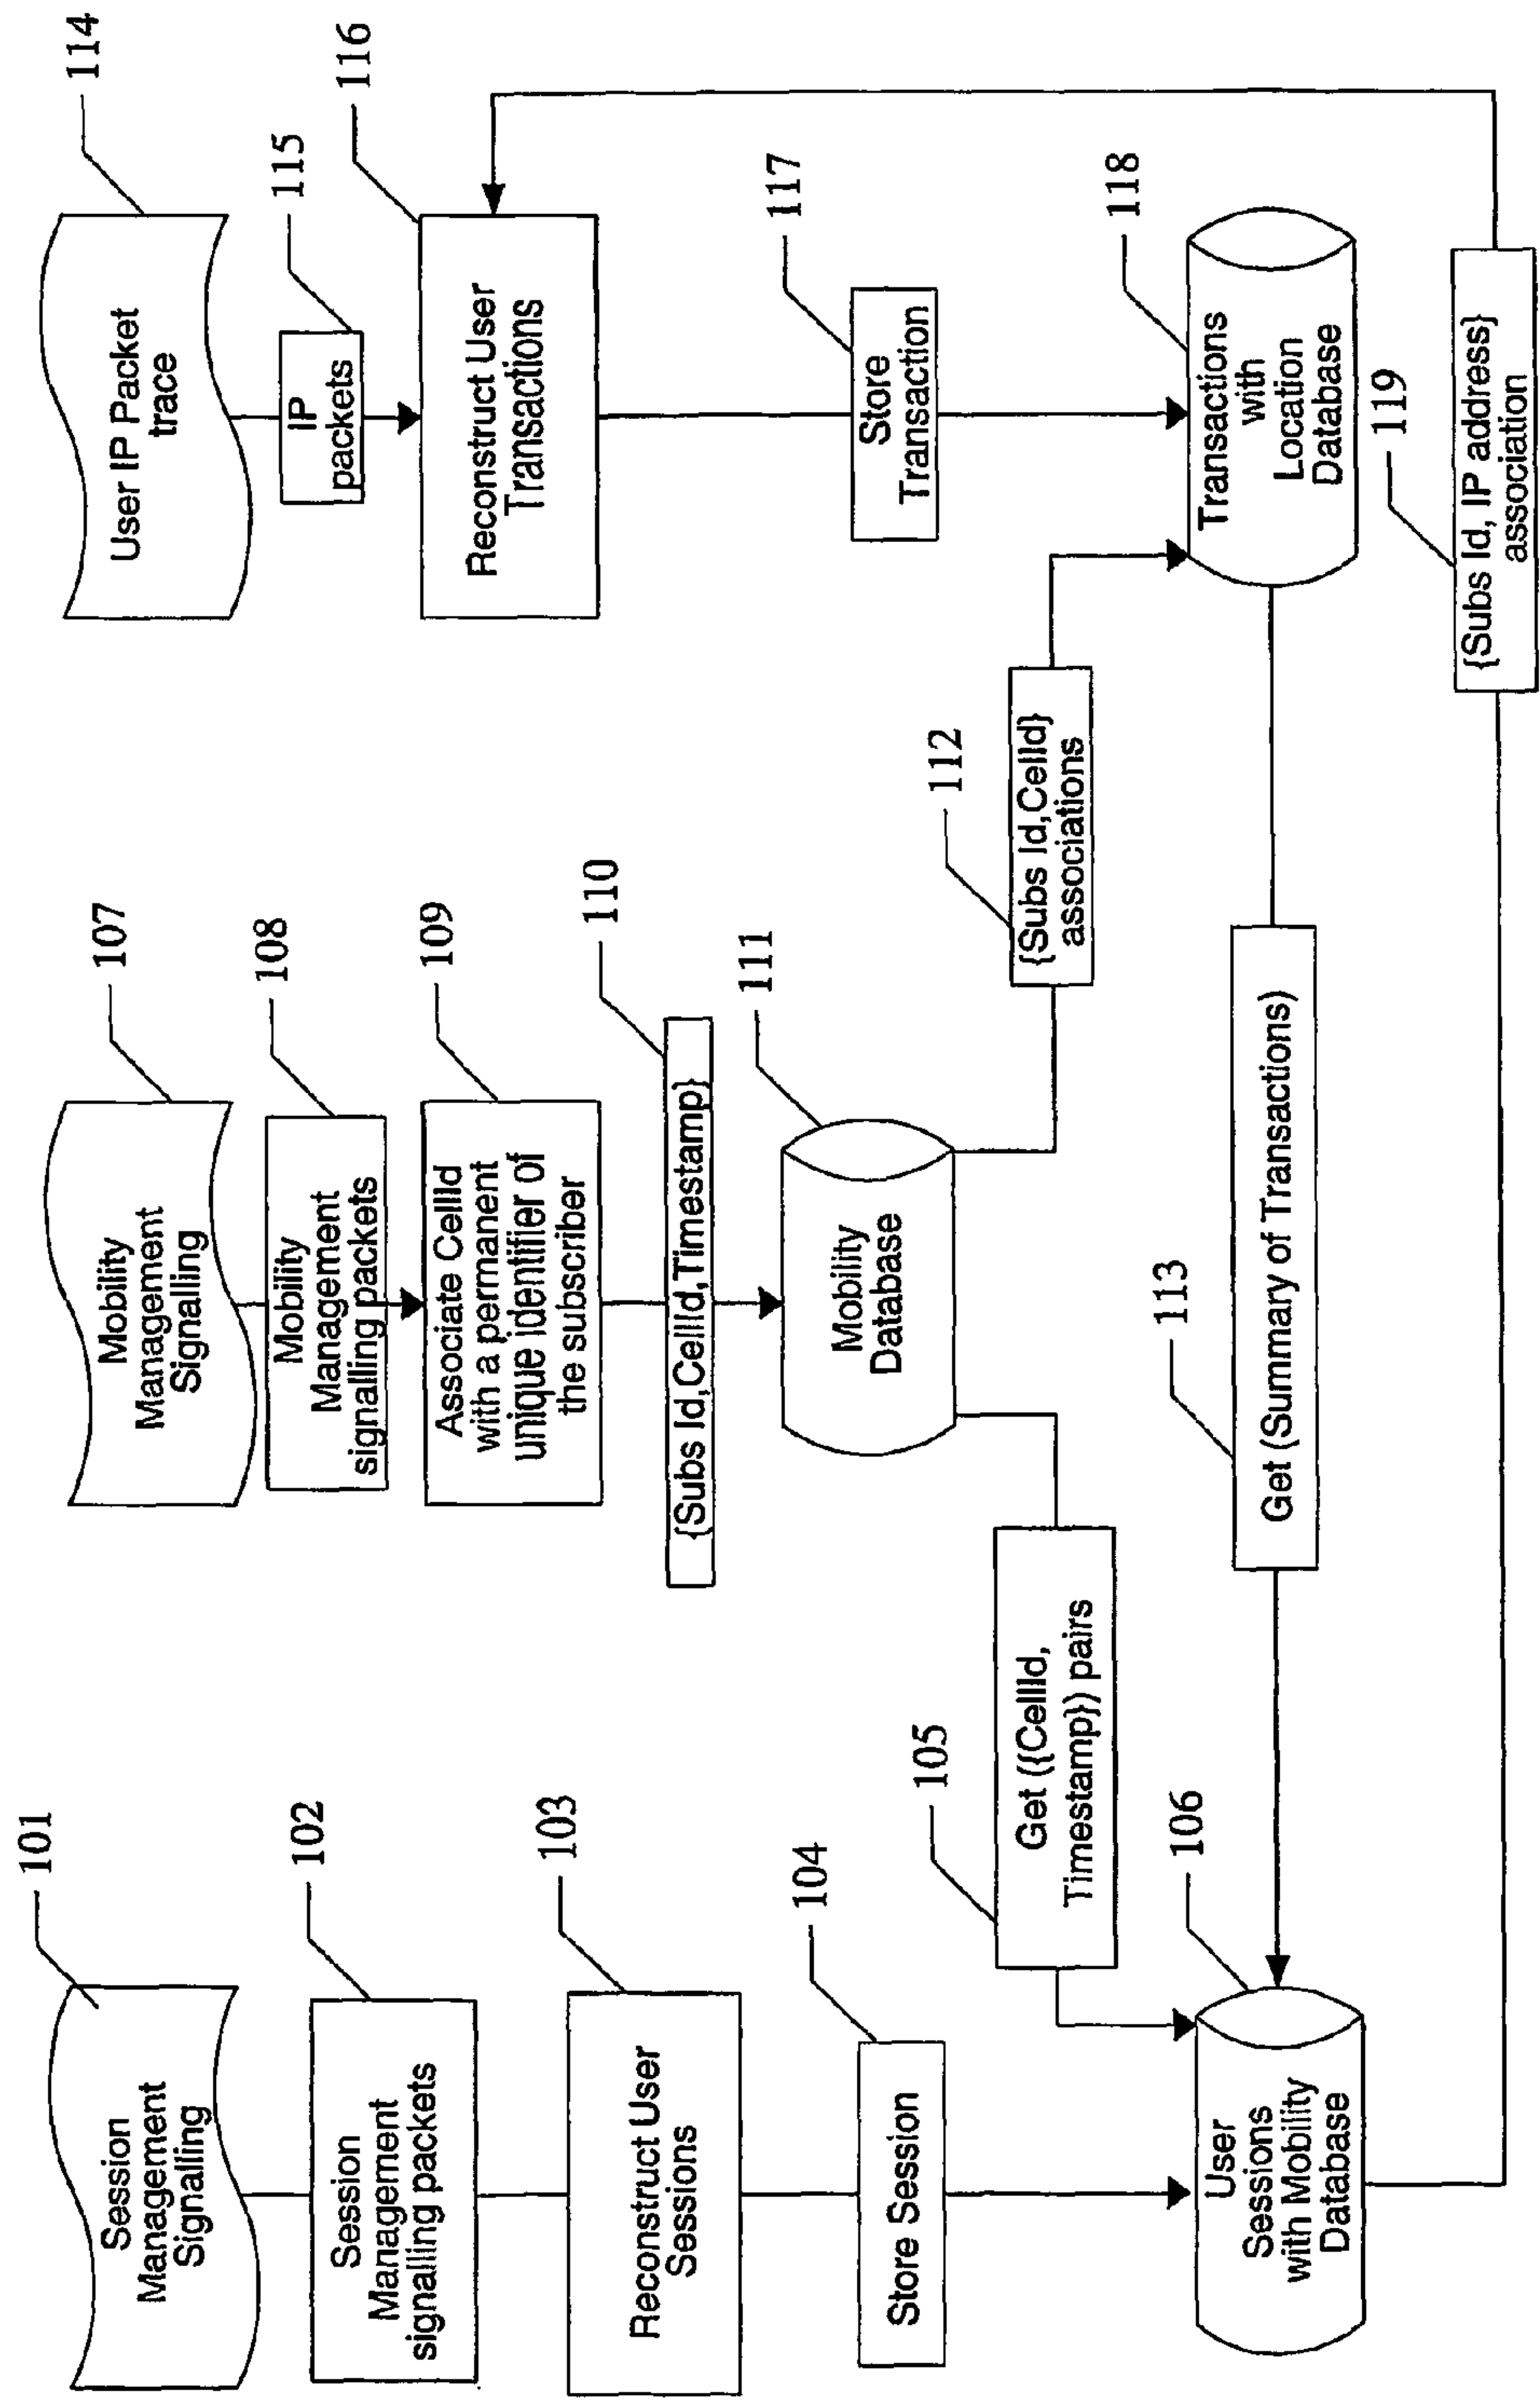 101
Session
Management
Signalling
102
Session
Management
signalling packets
103
Reconstruct User
Sessions
104
Store Session
105
Get ({CellId,
Timestamp}) pairs
106
User
Sessions
with Mobility
Database
107
Mobility
Management
Signalling
108
Mobility
Management
signalling packets
109
Associate CellId
with a permanent
unique identifier of
the subscriber
110
{Subs Id,CellId,Timestamp}
111
Mobility
Database
112
{Subs Id,CellId}
associations
113
Get (Summary of Transactions)
114
User IP Packet
trace
115
IP
packets
116
Reconstruct User
Transactions
117
Store
Transaction
118
Transactions
with
Location
Database
119
{Subs Id, IP address}
association